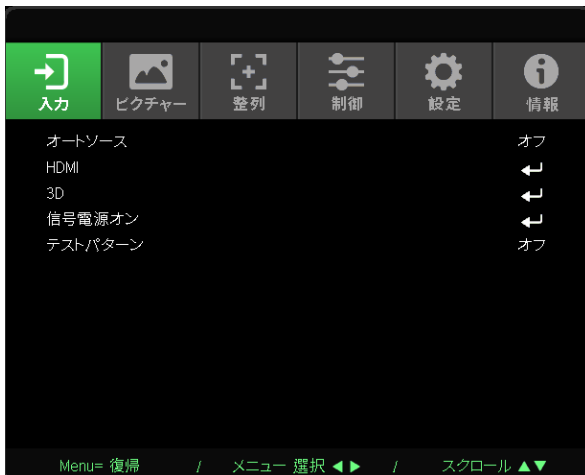 入力 ピクチャー 整列 制御 設定 情報
オートソース オフ
HDMI
3D
信号電源オン
テストパターン オフ
Menu= 復帰 / メニュー 選択 ◀▶ / スクロール ▲▼